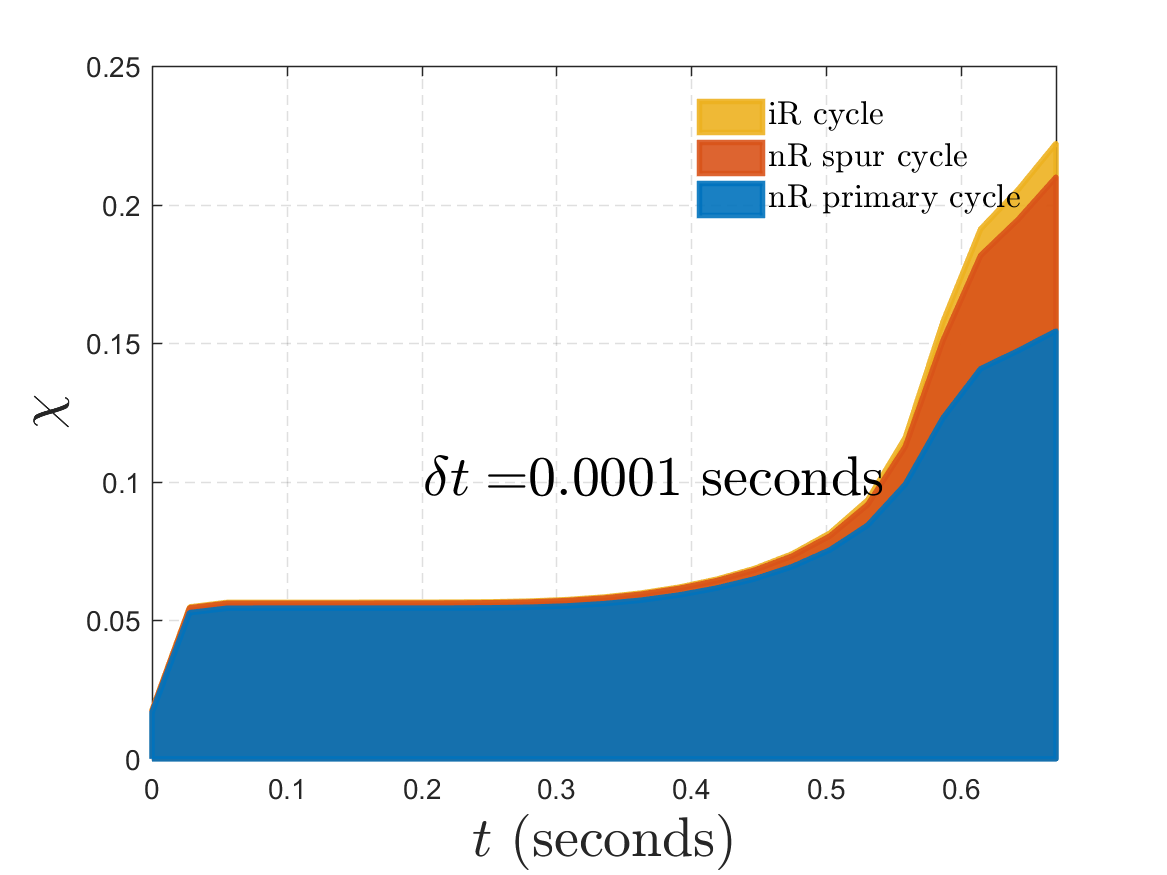 0.25
0.2
0.15
0.1
0.05
0
χ
iR cycle
nR spur cycle
nR primary cycle
δt =0.0001 seconds
0 0.1 0.2 0.3 0.4 0.5 0.6
t (seconds)